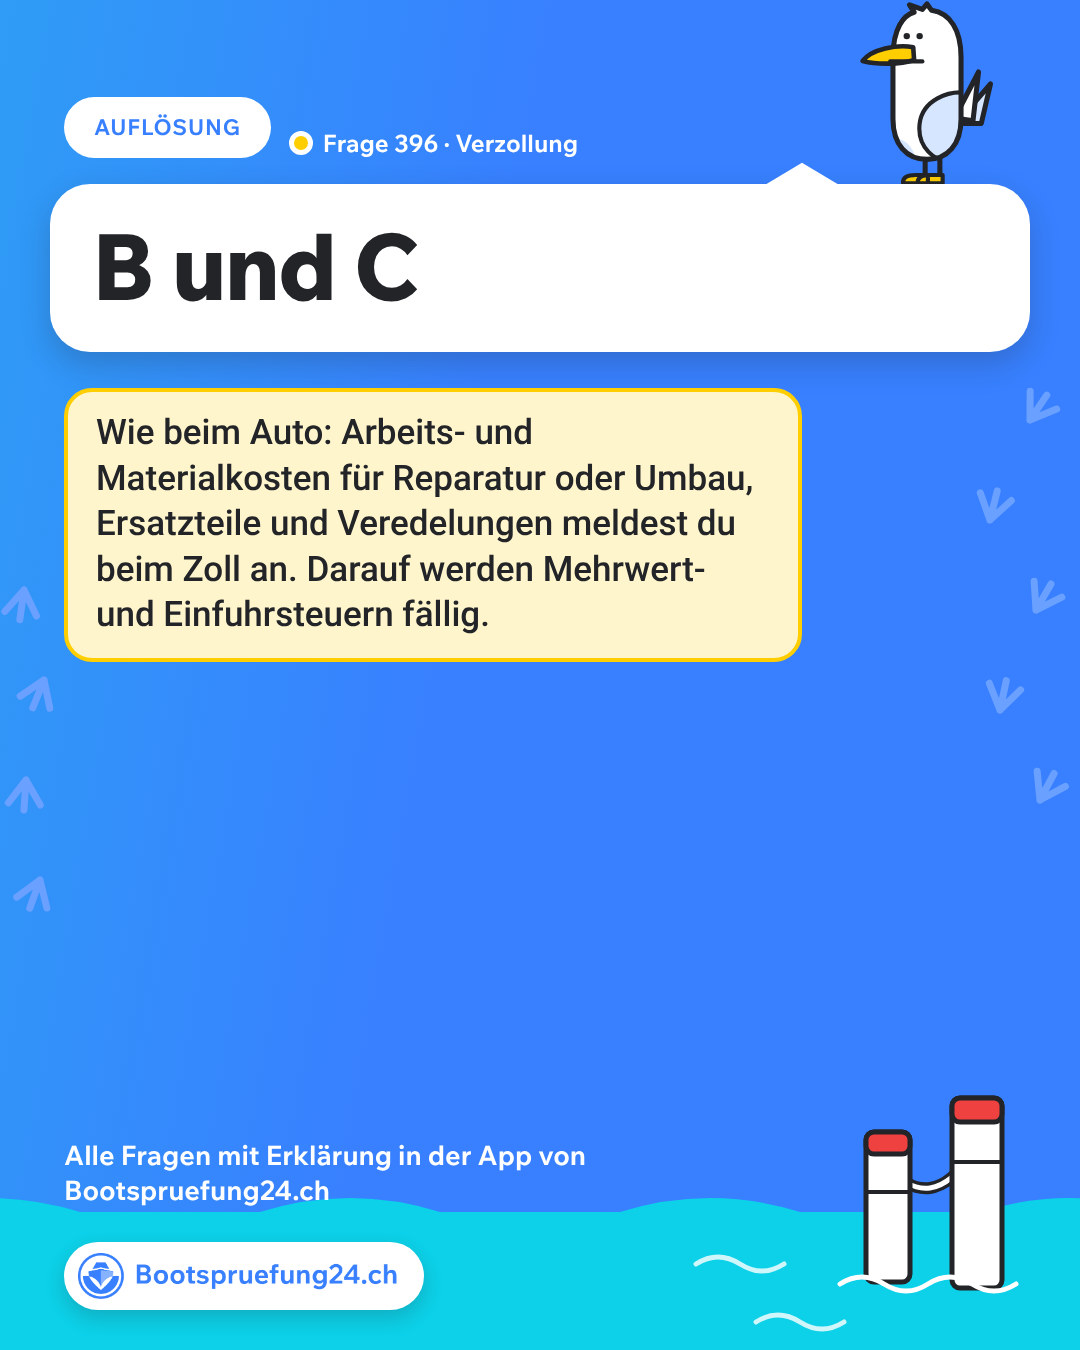 AUFLÖSUNG
Frage 396 · Verzollung
B und C
Wie beim Auto: Arbeits- und
Materialkosten für Reparatur oder Umbau,
Ersatzteile und Veredelungen meldest du
beim Zoll an. Darauf werden Mehrwert-
und Einfuhrsteuern fällig.
Alle Fragen mit Erklärung in der App von
Bootspruefung24.ch
Bootspruefung24.ch